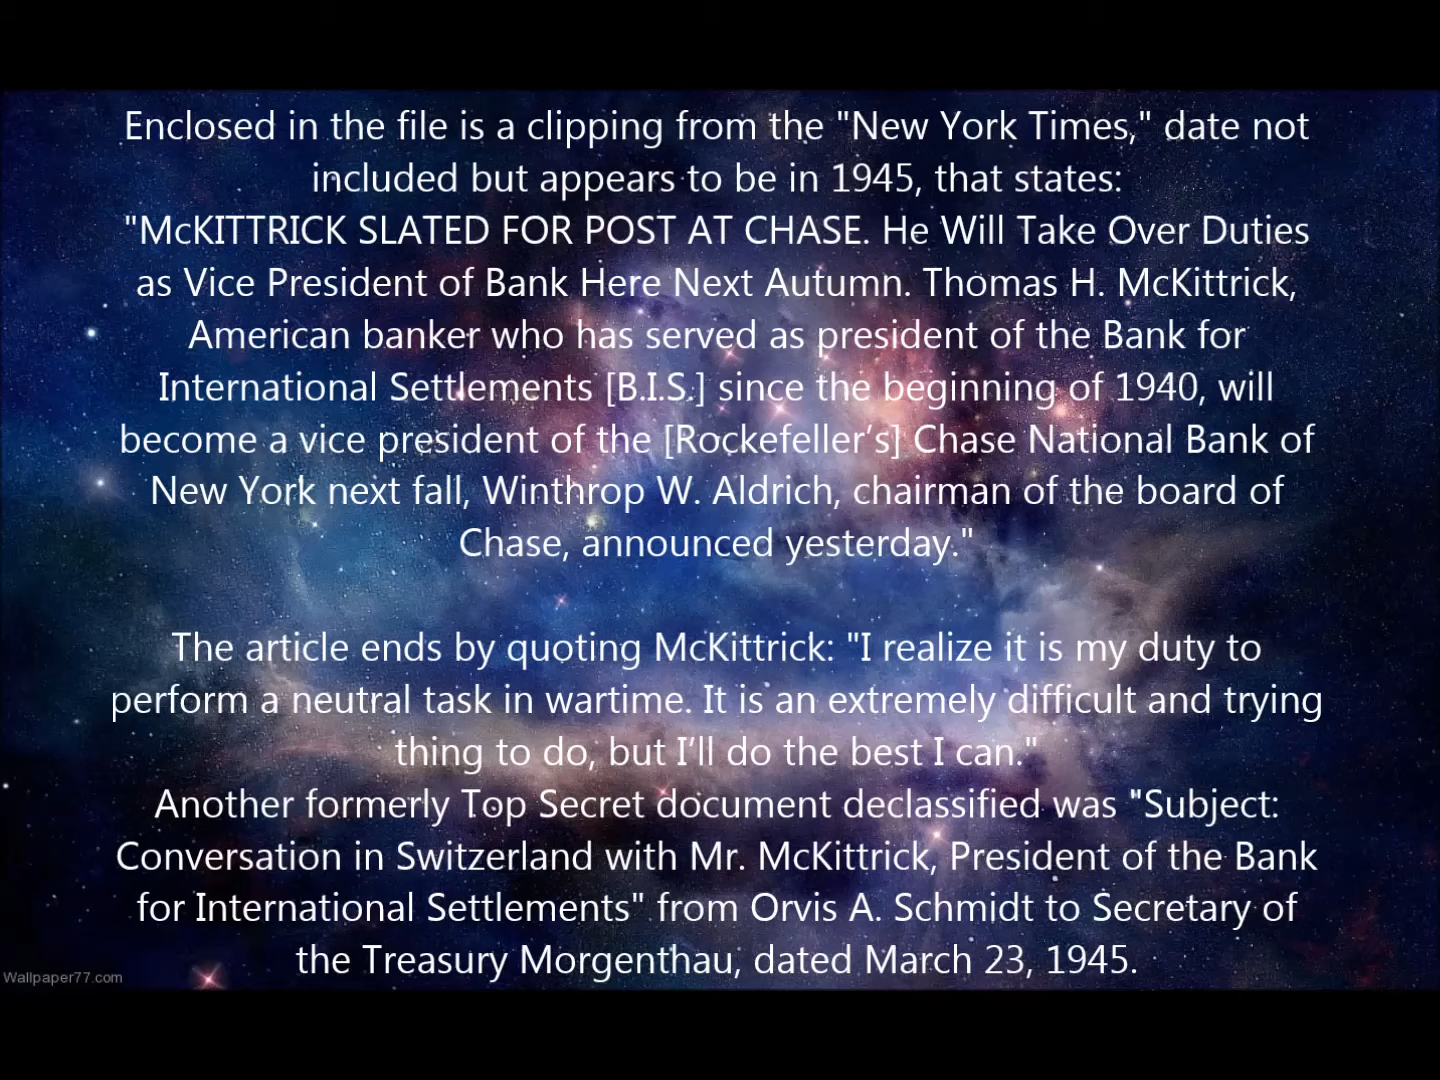 Enclosed in the file is a clipping from the "New York Times," date not
included but appears to be in 1945, that states:
"McKITTRICK SLATED FOR POST AT CHASE. He Will Take Over Duties
as Vice President of Bank Here Next Autumn. Thomas H. McKittrick,
American banker who has served as president of the Bank for
International Settlements [B.I.S.] since the beginning of 1940, will
become a vice president of the [Rockefeller’s] Chase National Bank of
New York next fall, Winthrop W. Aldrich, chairman of the board of
Chase, announced yesterday."
The article ends by quoting McKittrick: "I realize it is my duty to
perform a neutral task in wartime. It is an extremely difficult and trying
thing to do, but I’ll do the best I can."
Another formerly Top Secret document declassified was "Subject:
Conversation in Switzerland with Mr. McKittrick, President of the Bank
for International Settlements" from Orvis A. Schmidt to Secretary of
the Treasury Morgenthau, dated March 23, 1945.
Wallpaper77.com